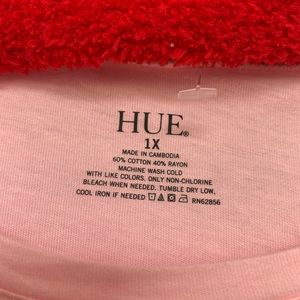 HUE®
1X
MADE IN CAMBODIA
60% COTTON 40% RAYON
MACHINE WASH COLD
WITH LIKE COLORS. ONLY NON-CHLORINE
BLEACH WHEN NEEDED. TUMBLE DRY LOW,
COOL IRON IF NEEDED RN62856